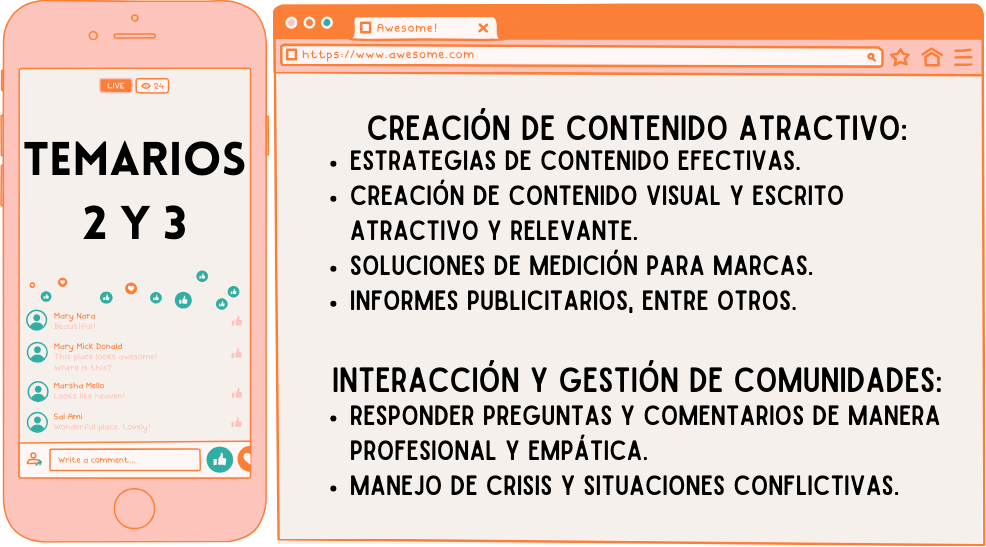 LIVE
24
TEMARIOS
2 Y 3
Mary Nara
Beautiful!
Mary Mick Donald
This place looks awesome!
Where is this?
Marsha Mello
Looks like heaven!
Sal Ami
Wonderful place. Lovely!
Write a comment...
Awesome!
https://www.awesome.com
CREACIÓN DE CONTENIDO ATRACTIVO:
• ESTRATEGIAS DE CONTENIDO EFECTIVAS.
• CREACIÓN DE CONTENIDO VISUAL Y ESCRITO
ATRACTIVO Y RELEVANTE.
• SOLUCIONES DE MEDICIÓN PARA MARCAS.
• INFORMES PUBLICITARIOS, ENTRE OTROS.
INTERACCIÓN Y GESTIÓN DE COMUNIDADES:
• RESPONDER PREGUNTAS Y COMENTARIOS DE MANERA
PROFESIONAL Y EMPÁTICA.
• MANEJO DE CRISIS Y SITUACIONES CONFLICTIVAS.